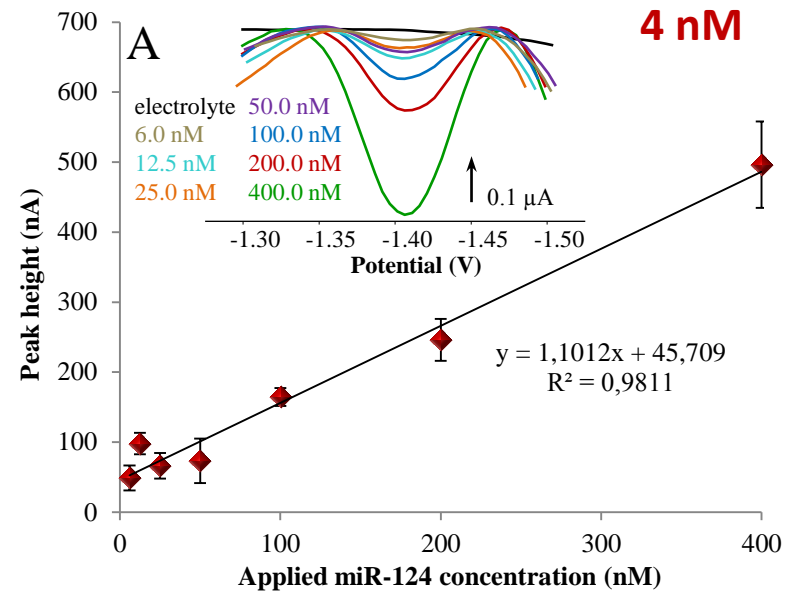 4 nM
A
electrolyte 50.0 nM
6.0 nM 100.0 nM
12.5 nM 200.0 nM
25.0 nM 400.0 nM
0.1 µA
-1.30 -1.35 -1.40 -1.45 -1.50
Potential (V)
700
600
500
400
300
200
100
0
Peak height (nA)
y = 1,1012x + 45,709
R² = 0,9811
0 100 200 300 400
Applied miR-124 concentration (nM)